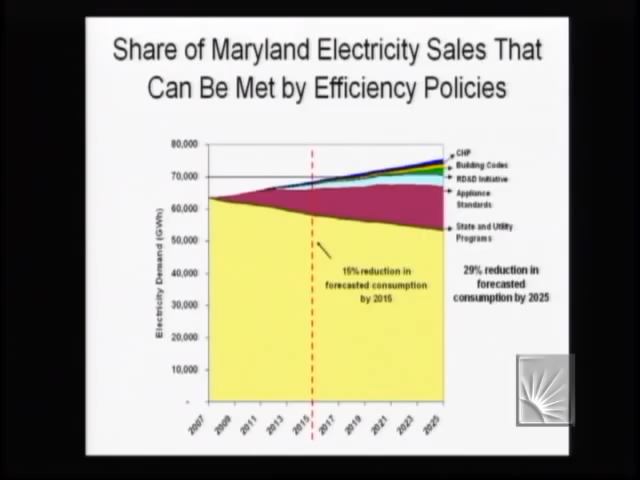 Share of Maryland Electricity Sales That
Can Be Met by Efficiency Policies
80,000
70,000
60,000
50,000
40,000
30,000
20,000
10,000
-
Electricity Demand (GWh)
2007
2009
2011
2013
2015
2017
2019
2021
2023
2025
15% reduction in
forecasted consumption
by 2015
CHP
Building Codes
RD&D Initiative
Appliance
Standards
State and Utility
Programs
29% reduction in
forecasted
consumption by 2025